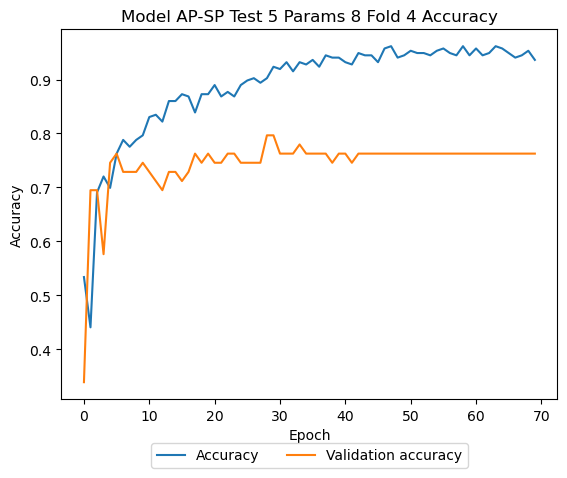 Model AP-SP Test 5 Params 8 Fold 4 Accuracy
Accuracy
0.9
0.8
0.7
0.6
0.5
0.4
0 10 20 30 40 50 60 70
Epoch
Accuracy Validation accuracy